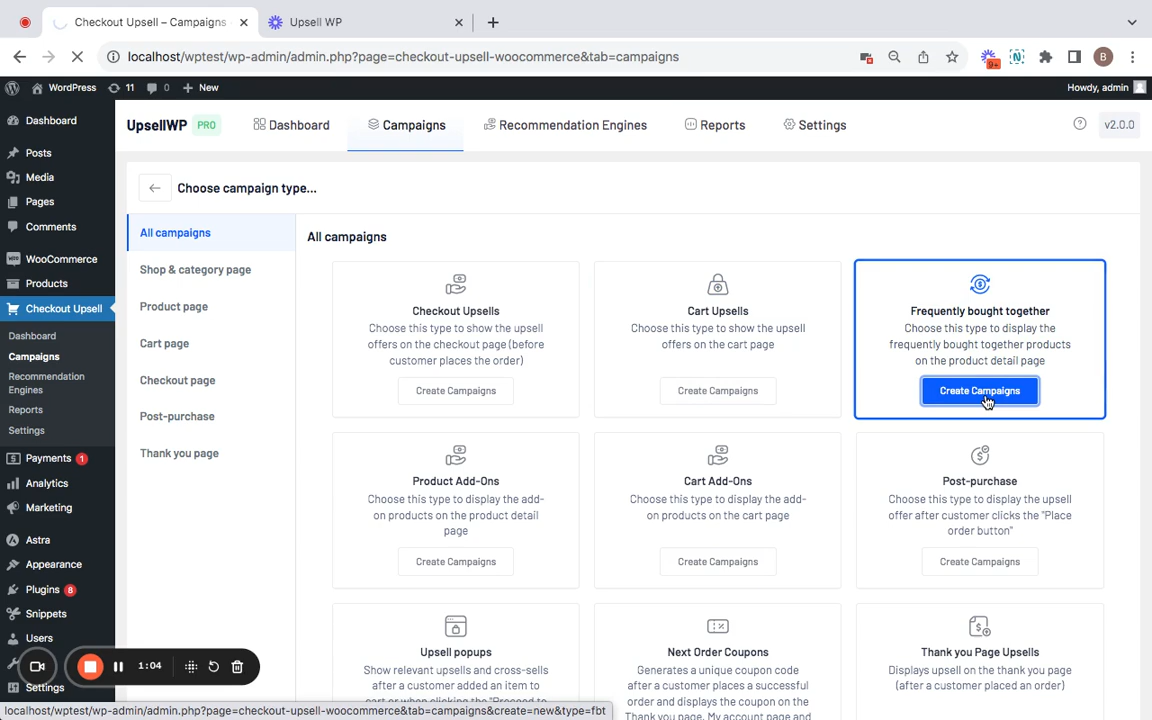 Checkout Upsell – Campaigns
Upsell WP
localhost/wptest/wp-admin/admin.php?page=checkout-upsell-woocommerce&tab=campaigns
9+
N
B
WordPress
11
0
New
Howdy, admin
Dashboard
Posts
Media
Pages
Comments
WooCommerce
Products
Checkout Upsell
Dashboard
Campaigns
Recommendation
Engines
Reports
Settings
Payments 1
Analytics
Marketing
Astra
Appearance
Plugins 8
Snippets
Users
Settings
UpsellWP PRO
Dashboard
Campaigns
Recommendation Engines
Reports
Settings
v2.0.0
Choose campaign type...
All campaigns
Shop & category page
Product page
Cart page
Checkout page
Post-purchase
Thank you page
All campaigns
Checkout Upsells
Choose this type to show the upsell
offers on the checkout page (before
customer places the order)
Create Campaigns
Cart Upsells
Choose this type to show the upsell
offers on the cart page
Create Campaigns
Frequently bought together
Choose this type to display the
frequently bought together products
on the product detail page
Create Campaigns
Product Add-Ons
Choose this type to display the add-
on products on the product detail
page
Create Campaigns
Cart Add-Ons
Choose this type to display the add-
on products on the cart page
Create Campaigns
Post-purchase
Choose this type to display the upsell
offer after customer clicks the "Place
order button"
Create Campaigns
Upsell popups
Show relevant upsells and cross-sells
after a customer added an item to
cart or when clicking the "Proceed to
Next Order Coupons
Generates a unique coupon code
after a customer places a successful
order and displays the coupon on the
Thank you page, My account page and
Thank you Page Upsells
Displays upsell on the thank you page
(after a customer placed an order)
1:04
localhost/wptest/wp-admin/admin.php?page=checkout-upsell-woocommerce&tab=campaigns&create=new&type=fbt